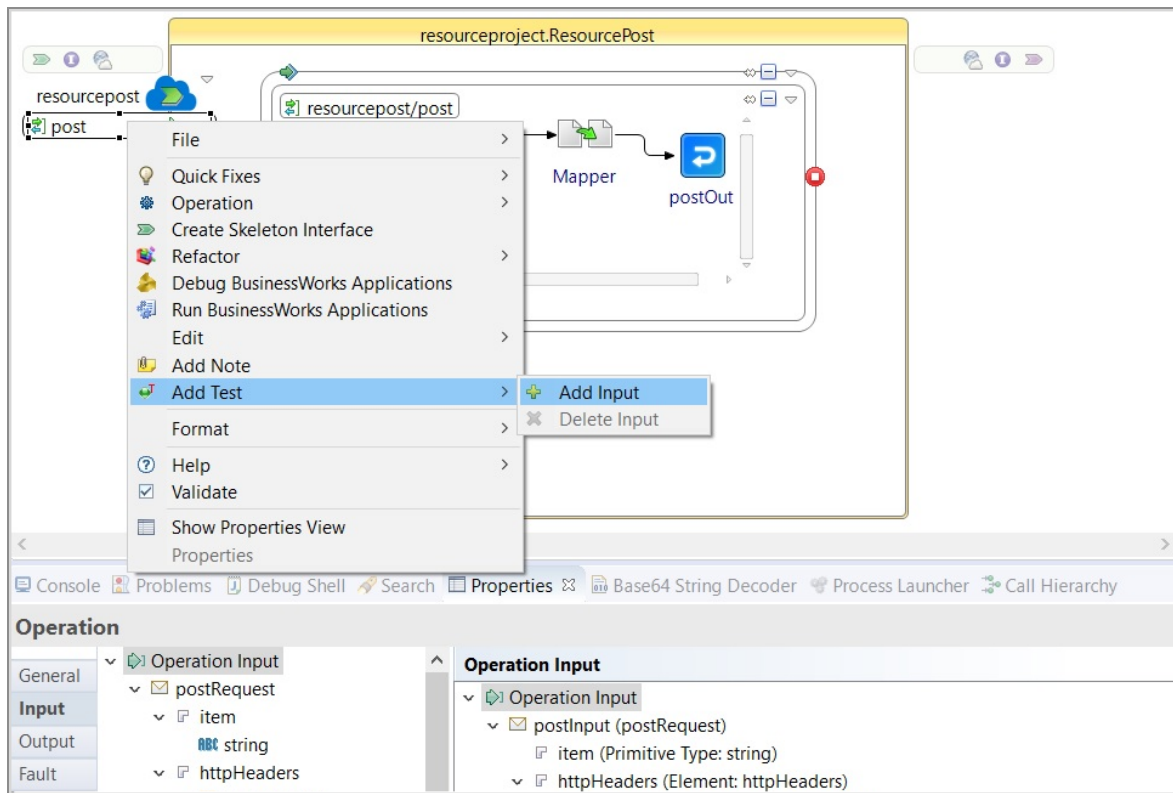 resourceproject.ResourcePost
resourcepost
post
resourcepost/post
Mapper
postOut
File
Quick Fixes
Operation
Create Skeleton Interface
Refactor
Debug BusinessWorks Applications
Run BusinessWorks Applications
Edit
Add Note
Add Test
Add Input
Delete Input
Format
Help
Validate
Show Properties View
Properties
Console Problems Debug Shell Search Properties Base64 String Decoder Process Launcher Call Hierarchy
Operation
General
Input
Output
Fault
Operation Input
postRequest
item
ABC string
httpHeaders
Operation Input
Operation Input
postInput (postRequest)
item (Primitive Type: string)
httpHeaders (Element: httpHeaders)